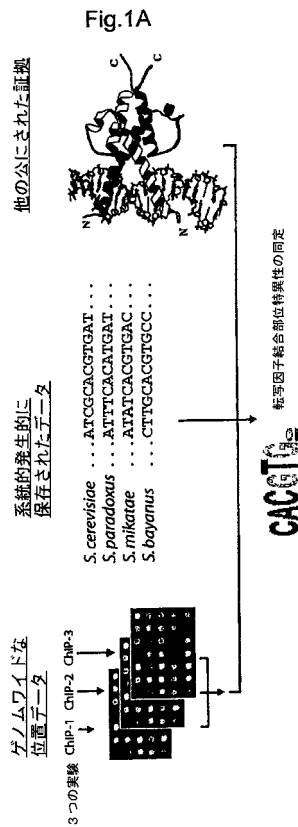 Fig.1A
ゲノムワイドな
位置データ
3つの実験
ChIP-1
ChIP-2
ChIP-3
系統的発生的に
保存されたデータ
S. cerevisiae ...ATCGCACGTGAT...
S. paradoxus ...ATTTCACATGAT...
S. mikatae ...ATATCACGTGAC...
S. bayanus ...CTTGCACGTGCC...
他の公にされた証拠
N
N
C
C
CACGTG
転写因子結合部位特異性の同定